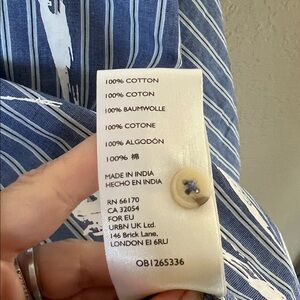 100% COTTON
100% COTON
100% BAUMWOLLE
100% COTONE
100% ALGODÓN
100% 棉
MADE IN INDIA
HECHO EN INDIA
RN 66170
CA 32054
FOR EU
URBN UK Ltd.
146 Brick Lane,
LONDON E1 6RU
OB1265336